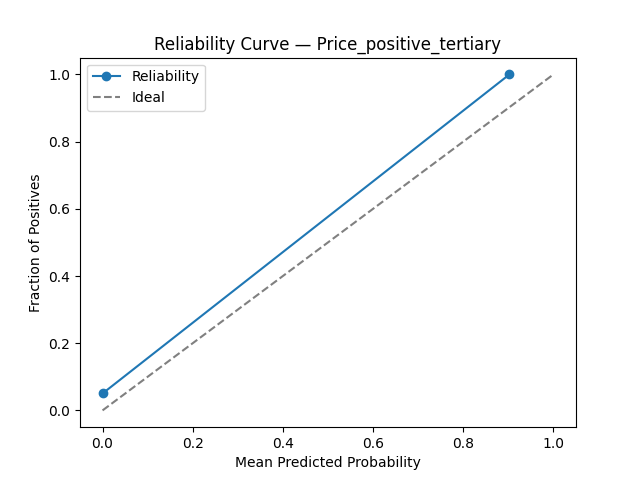 Reliability Curve — Price_positive_tertiary
Reliability
Ideal
Fraction of Positives
1.0
0.8
0.6
0.4
0.2
0.0
0.0 0.2 0.4 0.6 0.8 1.0
Mean Predicted Probability